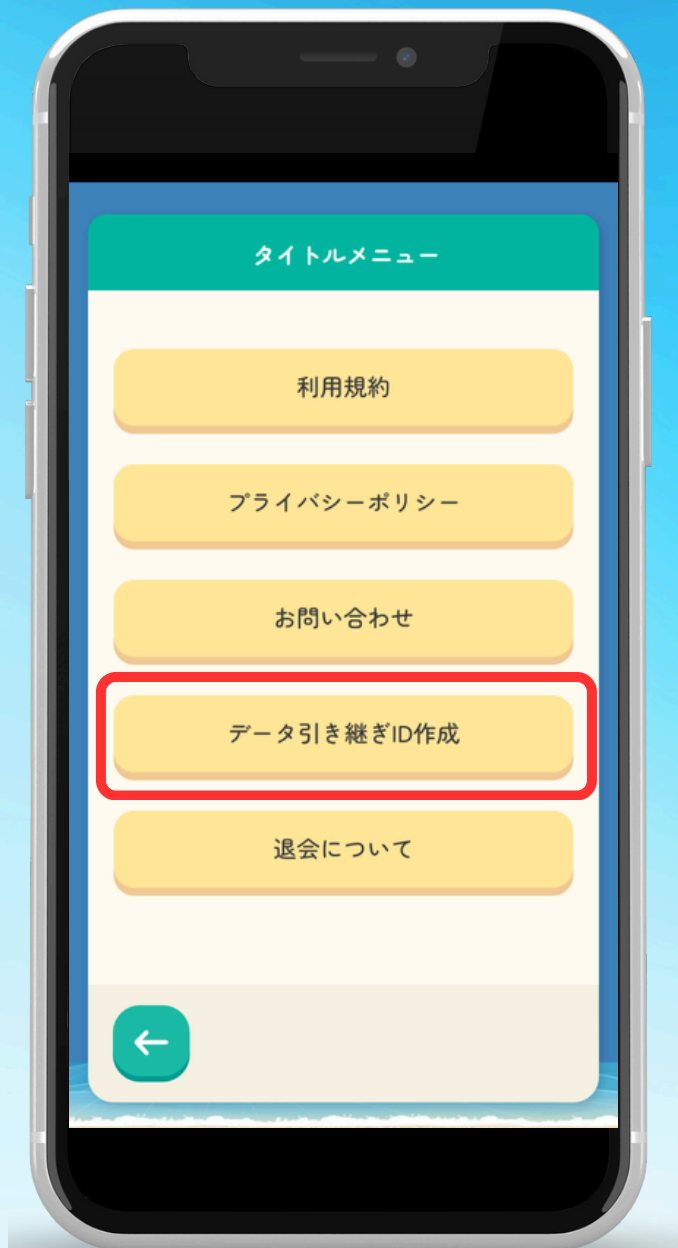 タイトルメニュー
利用規約
プライバシーポリシー
お問い合わせ
データ引き継ぎID作成
退会について